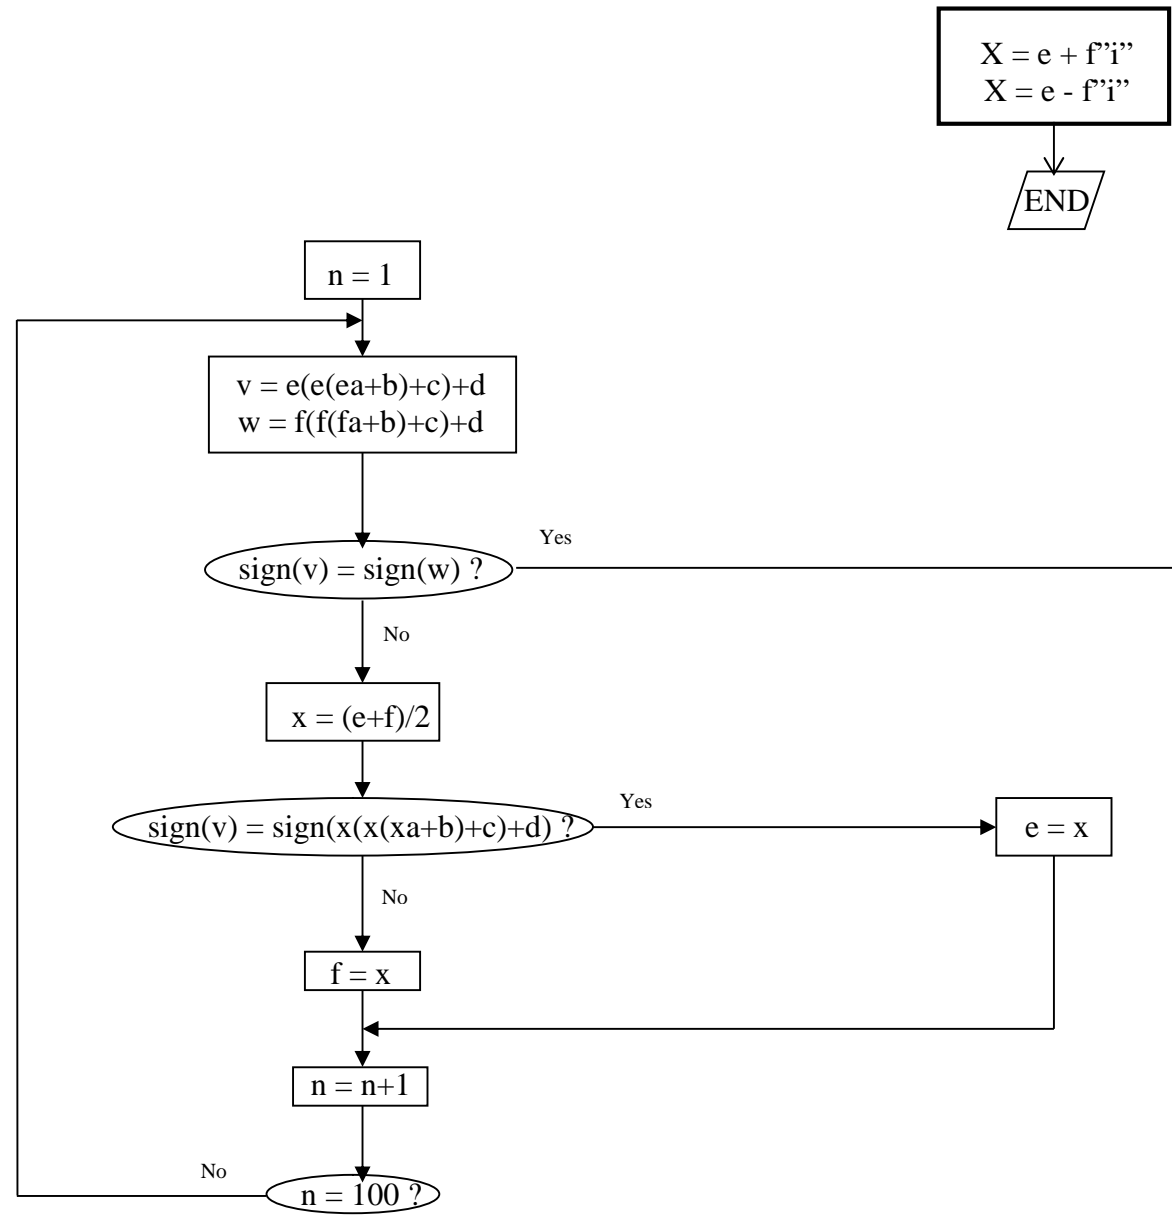 X = e + f”i”
X = e - f”i”
END
n = 1
v = e(e(ea+b)+c)+d
w = f(f(fa+b)+c)+d
Yes
sign(v) = sign(w) ?
No
x = (e+f)/2
Yes
sign(v) = sign(x(x(xa+b)+c)+d) ?
e = x
No
f = x
n = n+1
No
n = 100 ?